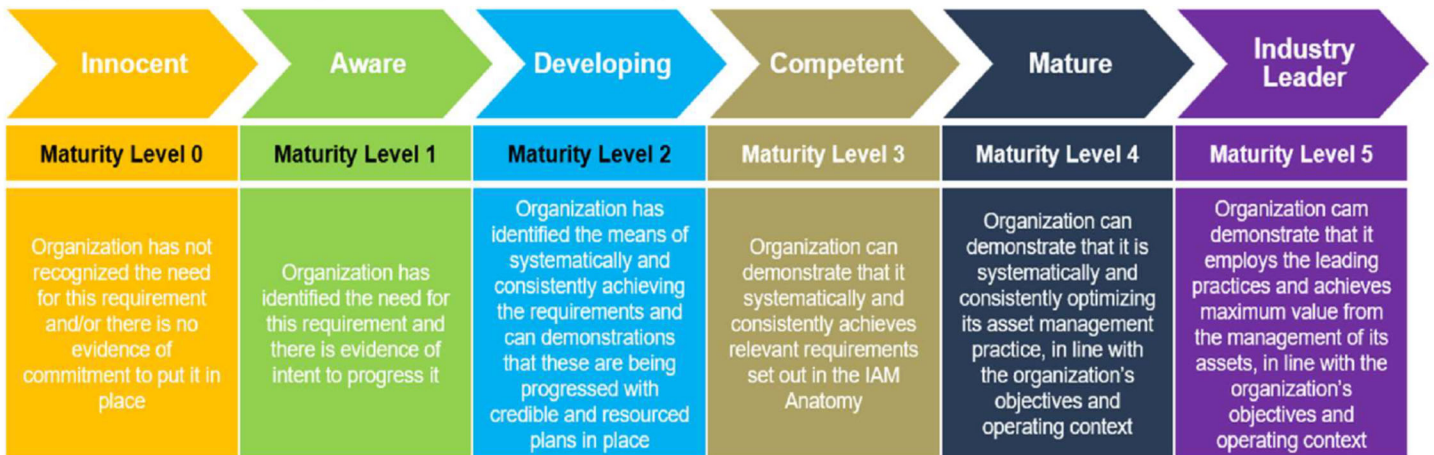 Innocent
Aware
Developing
Competent
Mature
Industry
Leader
Maturity Level 0
Maturity Level 1
Maturity Level 2
Maturity Level 3
Maturity Level 4
Maturity Level 5
Organization has not
recognized the need
for this requirement
and/or there is no
evidence of
commitment to put it in
place
Organization has
identified the need for
this requirement and
there is evidence of
intent to progress it
Organization has
identified the means of
systematically and
consistently achieving
the requirements and
can demonstrations
that these are being
progressed with
credible and resourced
plans in place
Organization can
demonstrate that it
systematically and
consistently achieves
relevant requirements
set out in the IAM
Anatomy
Organization can
demonstrate that it is
systematically and
consistently optimizing
its asset management
practice, in line with
the organization's
objectives and
operating context
Organization cam
demonstrate that it
employs the leading
practices and achieves
maximum value from
the management of its
assets, in line with the
organization's
objectives and
operating context